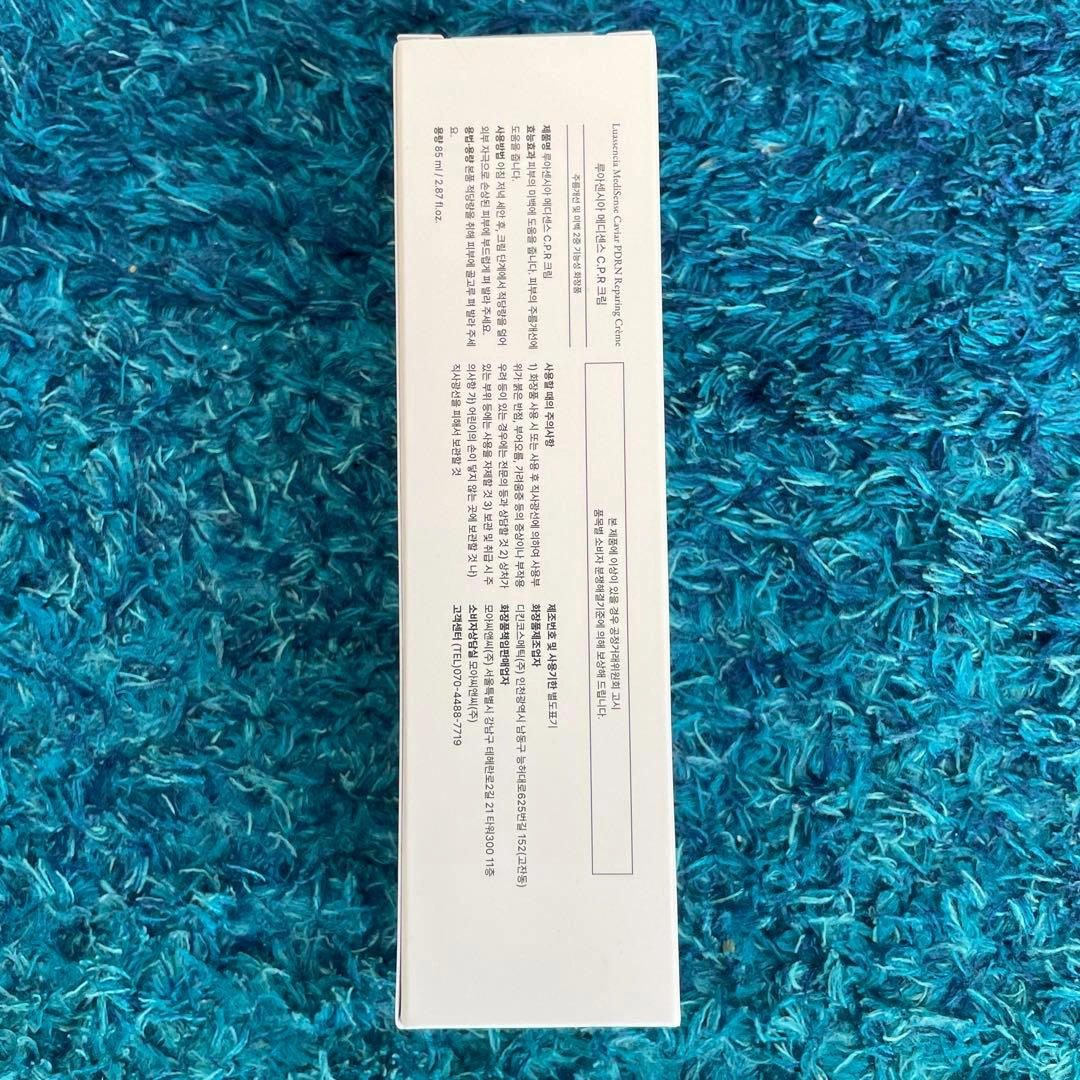 Luassencia MediSense Caviar PDRN Reparing Crème
루아센시아 메디센스 C.P.R 크림
주름개선 및 미백 2중 기능성 화장품
제품명 루아센시아 메디센스 C.P.R 크림
효능효과 피부의 미백에 도움을 줍니다. 피부의 주름개선에
도움을 줍니다.
사용방법 아침 저녁 세안 후, 크림 단계에서 적당량을 덜어
외부 자극으로 손상된 피부에 부드럽게 펴 발라 주세요.
용법·용량 본품 적당량을 취해 피부에 골고루 펴 발라 주세
요.
용량 85 ml / 2.87 fl.oz.
사용할 때의 주의사항
1) 화장품 사용 시 또는 사용 후 직사광선에 의하여 사용부
위가 붉은 반점, 부어오름, 가려움증 등의 증상이나 부작용
우려 등이 있는 경우에는 전문의 등과 상담할 것 2) 상처가
있는 부위 등에는 사용을 자제할 것 3) 보관 및 취급 시 주
의사항 가) 어린이의 손이 닿지 않는 곳에 보관할 것 나)
직사광선을 피해서 보관할 것
본 제품에 이상이 있을 경우 공정거래위원회 고시
품목별 소비자 분쟁해결기준에 의해 보상해 드립니다.
제조번호 및 사용기한 별도표기
화장품제조업자
디킨코스메틱(주) 인천광역시 남동구 능허대로625번길 152(고잔동)
화장품책임판매업자
모아씨앤씨(주) 서울특별시 강남구 테헤란로2길 21 타워300 11층
소비자상담실 모아씨앤씨(주)
고객센터 (TEL)070-4488-7719